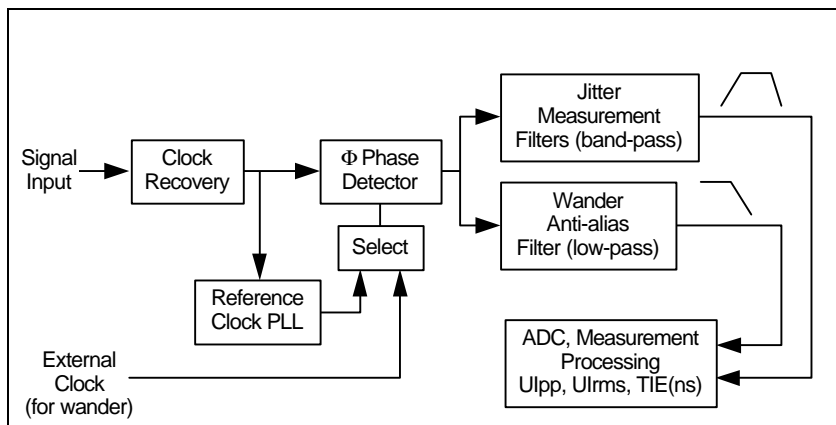 Signal
Input
Clock
Recovery
Φ Phase
Detector
Select
Reference
Clock PLL
External
Clock
(for wander)
Jitter
Measurement
Filters (band-pass)
Wander
Anti-alias
Filter (low-pass)
ADC, Measurement
Processing
UIpp, UIrms, TIE(ns)